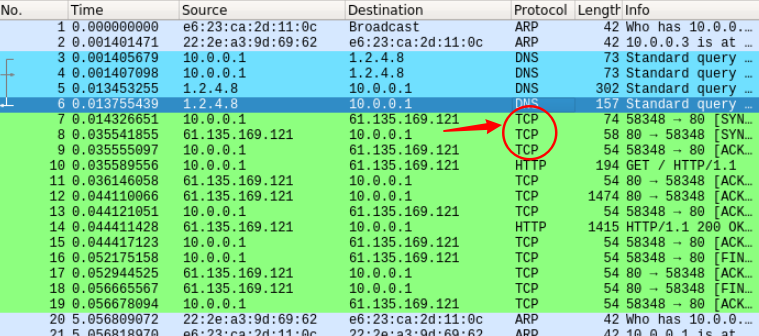 No. Time Source Destination Protocol Length Info
1 0.000000000 e6:23:ca:2d:11:0c Broadcast ARP 42 Who has 10.0.0...
2 0.001401471 22:2e:a3:9d:69:62 e6:23:ca:2d:11:0c ARP 42 10.0.0.3 is at ...
3 0.001405679 10.0.0.1 1.2.4.8 DNS 73 Standard query ...
4 0.001407098 10.0.0.1 1.2.4.8 DNS 73 Standard query ...
5 0.013453255 1.2.4.8 10.0.0.1 DNS 302 Standard query ...
6 0.013755439 1.2.4.8 10.0.0.1 DNS 157 Standard query ...
7 0.014326651 10.0.0.1 61.135.169.121 TCP 74 58348 → 80 [SYN...
8 0.035541855 61.135.169.121 10.0.0.1 TCP 58 80 → 58348 [SYN...
9 0.035555097 10.0.0.1 61.135.169.121 TCP 54 58348 → 80 [ACK...
10 0.035589556 10.0.0.1 61.135.169.121 HTTP 194 GET / HTTP/1.1
11 0.036146058 61.135.169.121 10.0.0.1 TCP 54 80 → 58348 [ACK...
12 0.044110066 61.135.169.121 10.0.0.1 TCP 1474 80 → 58348 [ACK...
13 0.044121051 10.0.0.1 61.135.169.121 TCP 54 58348 → 80 [ACK...
14 0.044411428 61.135.169.121 10.0.0.1 HTTP 1415 HTTP/1.1 200 OK...
15 0.044417123 10.0.0.1 61.135.169.121 TCP 54 58348 → 80 [ACK...
16 0.052175158 10.0.0.1 61.135.169.121 TCP 54 58348 → 80 [FIN...
17 0.052944525 61.135.169.121 10.0.0.1 TCP 54 80 → 58348 [ACK...
18 0.056665567 61.135.169.121 10.0.0.1 TCP 54 80 → 58348 [FIN...
19 0.056678094 10.0.0.1 61.135.169.121 TCP 54 58348 → 80 [ACK...
20 5.056809072 22:2e:a3:9d:69:62 e6:23:ca:2d:11:0c ARP 42 Who has 10.0.0...
21 5.056818970 e6:23:ca:2d:11:0c 22:2e:a3:9d:69:62 ARP 42 10.0.0.1 is at ...